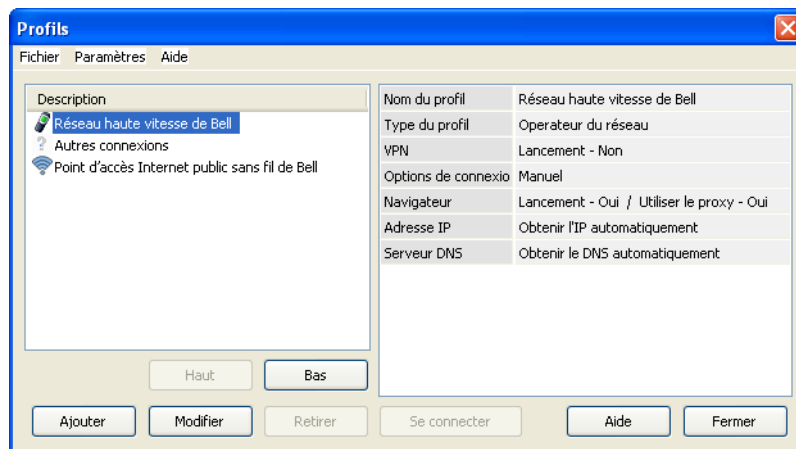 Profils
Fichier Paramètres Aide
Description
Réseau haute vitesse de Bell
Autres connexions
Point d'accès Internet public sans fil de Bell
Nom du profil Réseau haute vitesse de Bell
Type du profil Operateur du réseau
VPN Lancement - Non
Options de connexio Manuel
Navigateur Lancement - Oui / Utiliser le proxy - Oui
Adresse IP Obtenir l'IP automatiquement
Serveur DNS Obtenir le DNS automatiquement
Haut Bas
Ajouter Modifier Retirer Se connecter Aide Fermer